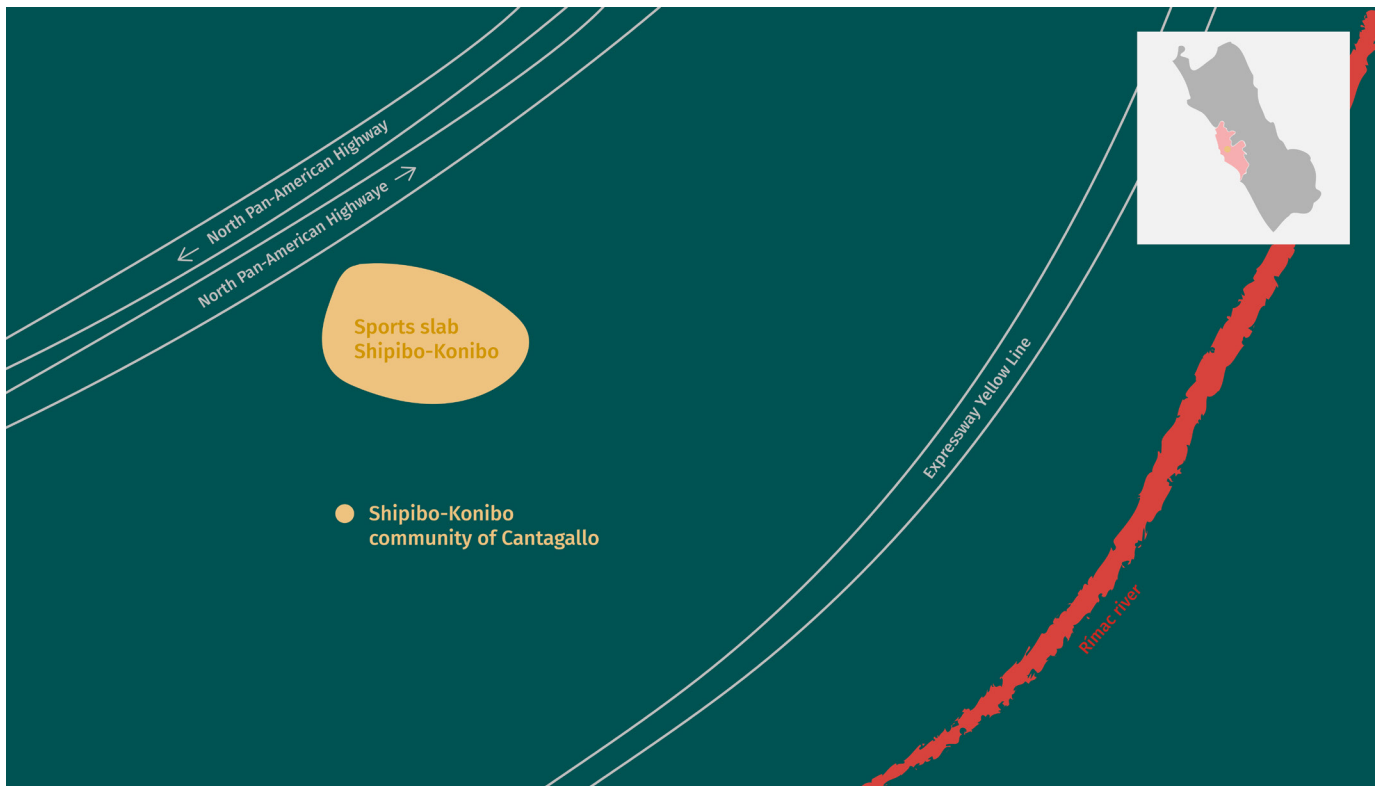 North Pan-American Highway
North Pan-American Highwaye
Sports slab
Shipibo-Konibo
Expressway Yellow Line
Shipibo-Konibo
community of Cantagallo
Rimac river